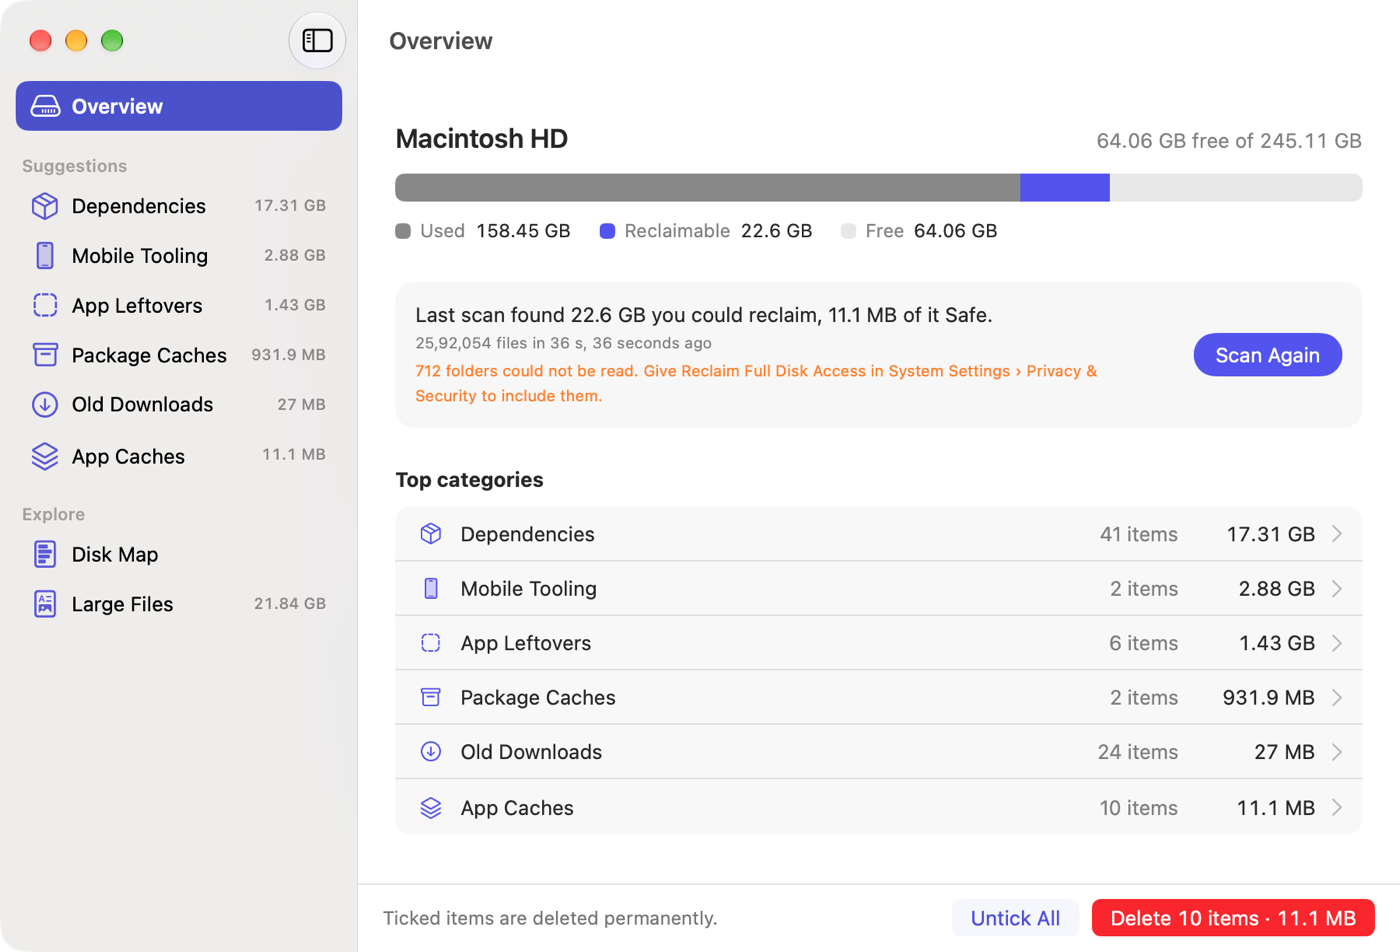 Overview
Overview
Suggestions
Dependencies 17.31 GB
Mobile Tooling 2.88 GB
App Leftovers 1.43 GB
Package Caches 931.9 MB
Old Downloads 27 MB
App Caches 11.1 MB
Explore
Disk Map
Large Files 21.84 GB
Macintosh HD 64.06 GB free of 245.11 GB
Used 158.45 GB Reclaimable 22.6 GB Free 64.06 GB
Last scan found 22.6 GB you could reclaim, 11.1 MB of it Safe.
25,92,054 files in 36 s, 36 seconds ago
712 folders could not be read. Give Reclaim Full Disk Access in System Settings › Privacy &
Security to include them.
Scan Again
Top categories
Dependencies 41 items 17.31 GB
Mobile Tooling 2 items 2.88 GB
App Leftovers 6 items 1.43 GB
Package Caches 2 items 931.9 MB
Old Downloads 24 items 27 MB
App Caches 10 items 11.1 MB
Ticked items are deleted permanently. Untick All Delete 10 items · 11.1 MB